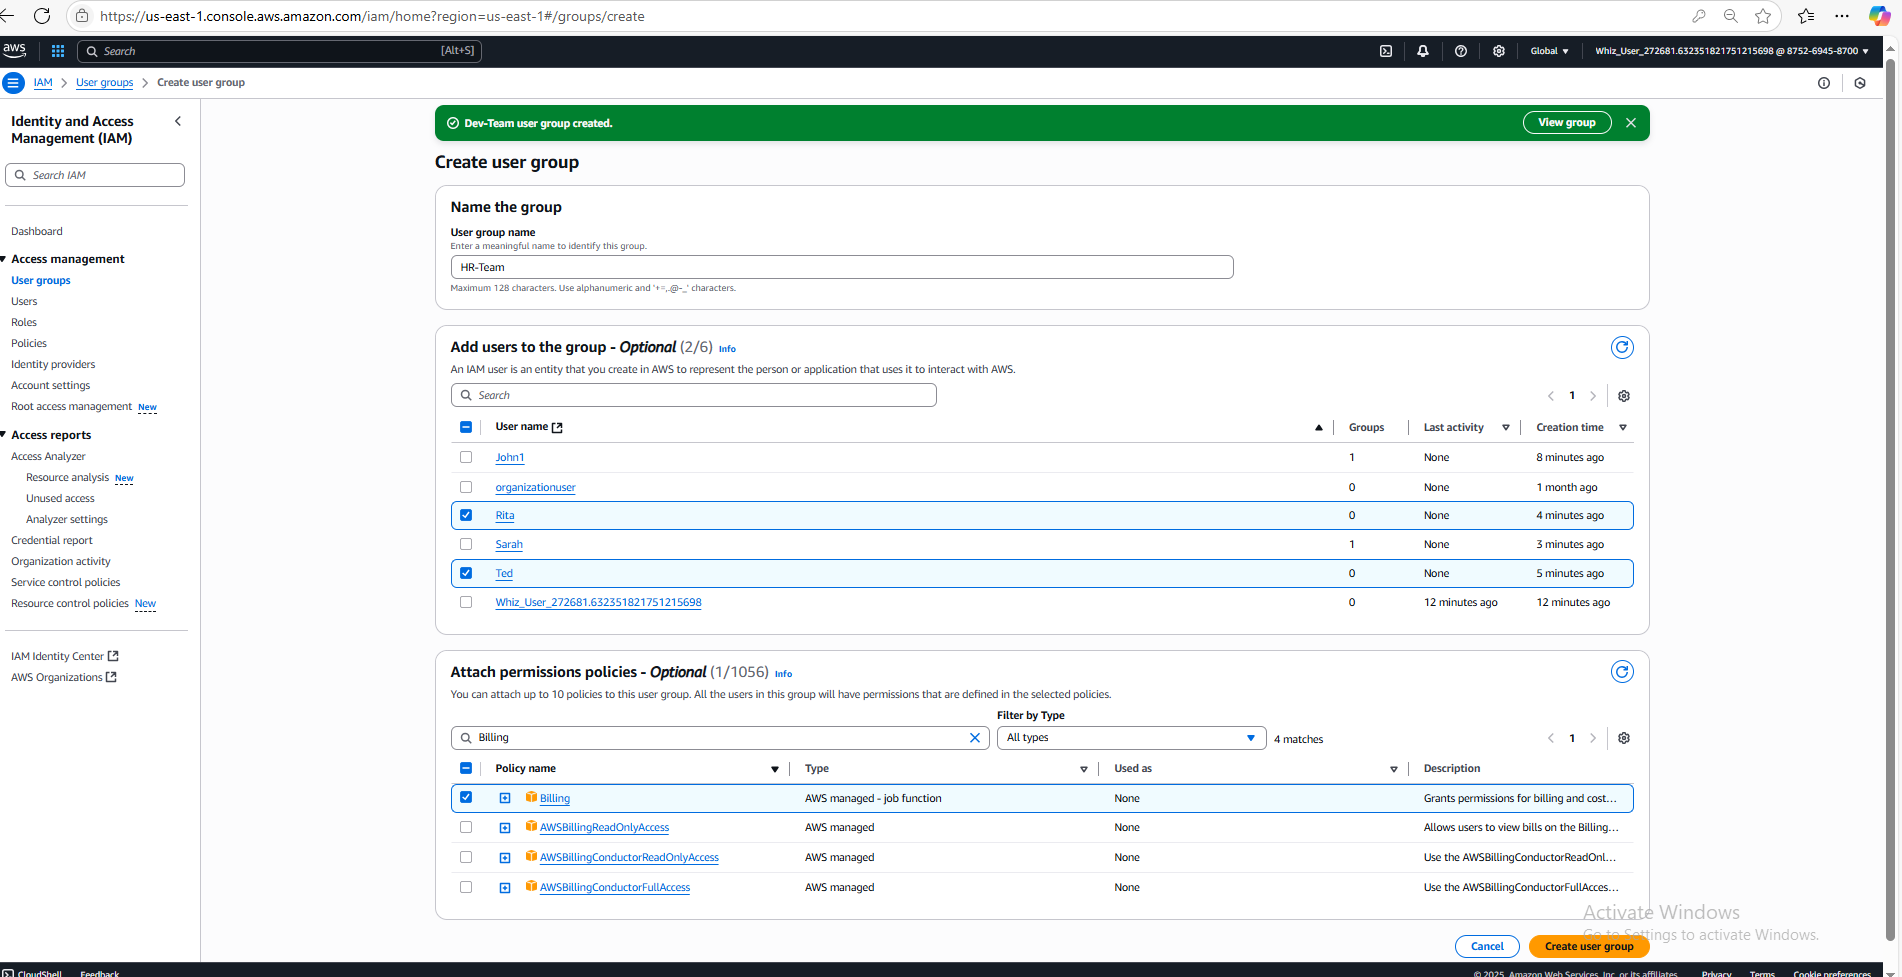 https://us-east-1.console.aws.amazon.com/iam/home?region=us-east-1#/groups/create
aws
Search
[Alt+S]
Global
Whiz_User_272681.632351821751215698 @ 8752-6945-8700
IAM
User groups
Create user group
Identity and Access Management (IAM)
Search IAM
Dashboard
Access management
User groups
Users
Roles
Policies
Identity providers
Account settings
Root access management New
Access reports
Access Analyzer
Resource analysis New
Unused access
Analyzer settings
Credential report
Organization activity
Service control policies
Resource control policies New
IAM Identity Center
AWS Organizations
Dev-Team user group created.
View group
Create user group
Name the group
User group name
Enter a meaningful name to identify this group.
HR-Team
Maximum 128 characters. Use alphanumeric and '+=,.@-_' characters.
Add users to the group - Optional (2/6) Info
An IAM user is an entity that you create in AWS to represent the person or application that uses it to interact with AWS.
Search
1
User name Groups Last activity Creation time
John1 1 None 8 minutes ago
organizationuser 0 None 1 month ago
Rita 0 None 4 minutes ago
Sarah 1 None 3 minutes ago
Ted 0 None 5 minutes ago
Whiz_User_272681.632351821751215698 0 12 minutes ago 12 minutes ago
Attach permissions policies - Optional (1/1056) Info
You can attach up to 10 policies to this user group. All the users in this group will have permissions that are defined in the selected policies.
Filter by Type
Billing
All types
4 matches
1
Policy name Type Used as Description
Billing AWS managed - job function None Grants permissions for billing and cost...
AWSBillingReadOnlyAccess AWS managed None Allows users to view bills on the Billing...
AWSBillingConductorReadOnlyAccess AWS managed None Use the AWSBillingConductorReadOnl...
AWSBillingConductorFullAccess AWS managed None Use the AWSBillingConductorFullAcces...
Activate Windows
Go to Settings to activate Windows.
Cancel
Create user group
CloudShell Feedback
© 2025, Amazon Web Services, Inc. or its affiliates. Privacy Terms Cookie preferences